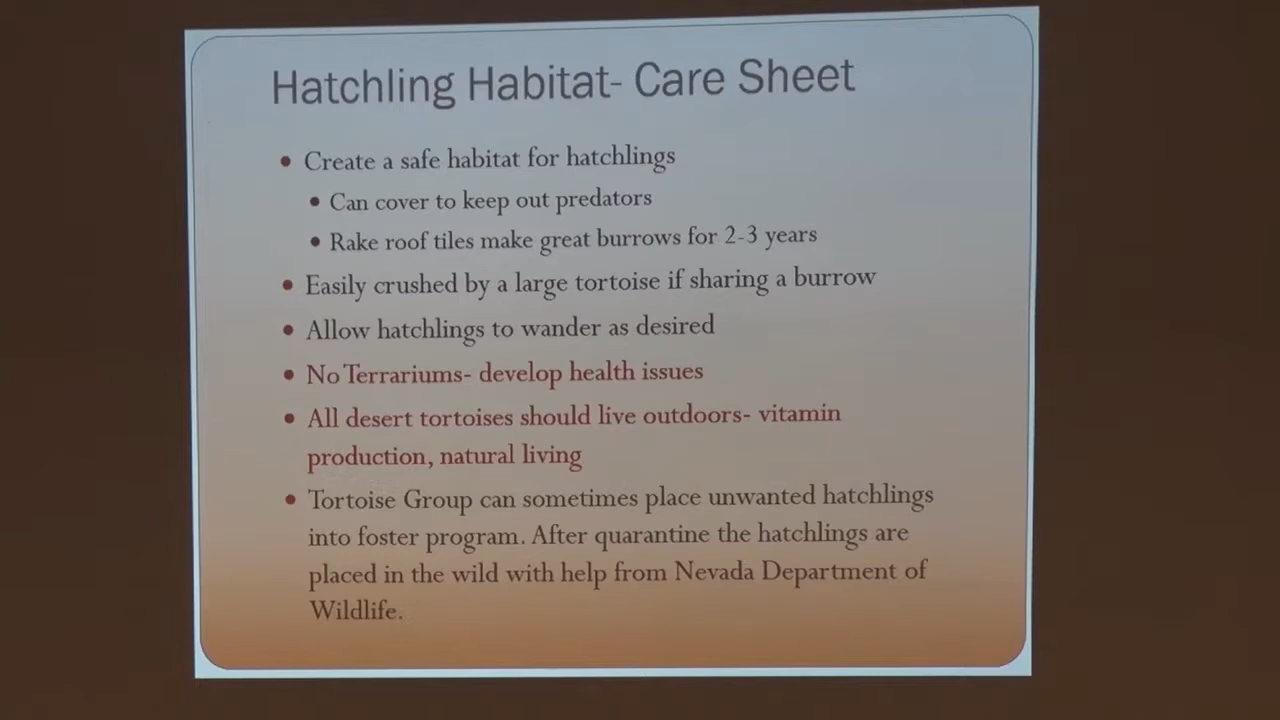 Hatchling Habitat- Care Sheet
• Create a safe habitat for hatchlings
• Can cover to keep out predators
• Rake roof tiles make great burrows for 2-3 years
• Easily crushed by a large tortoise if sharing a burrow
• Allow hatchlings to wander as desired
• No Terrariums- develop health issues
• All desert tortoises should live outdoors- vitamin
production, natural living
• Tortoise Group can sometimes place unwanted hatchlings
into foster program. After quarantine the hatchlings are
placed in the wild with help from Nevada Department of
Wildlife.